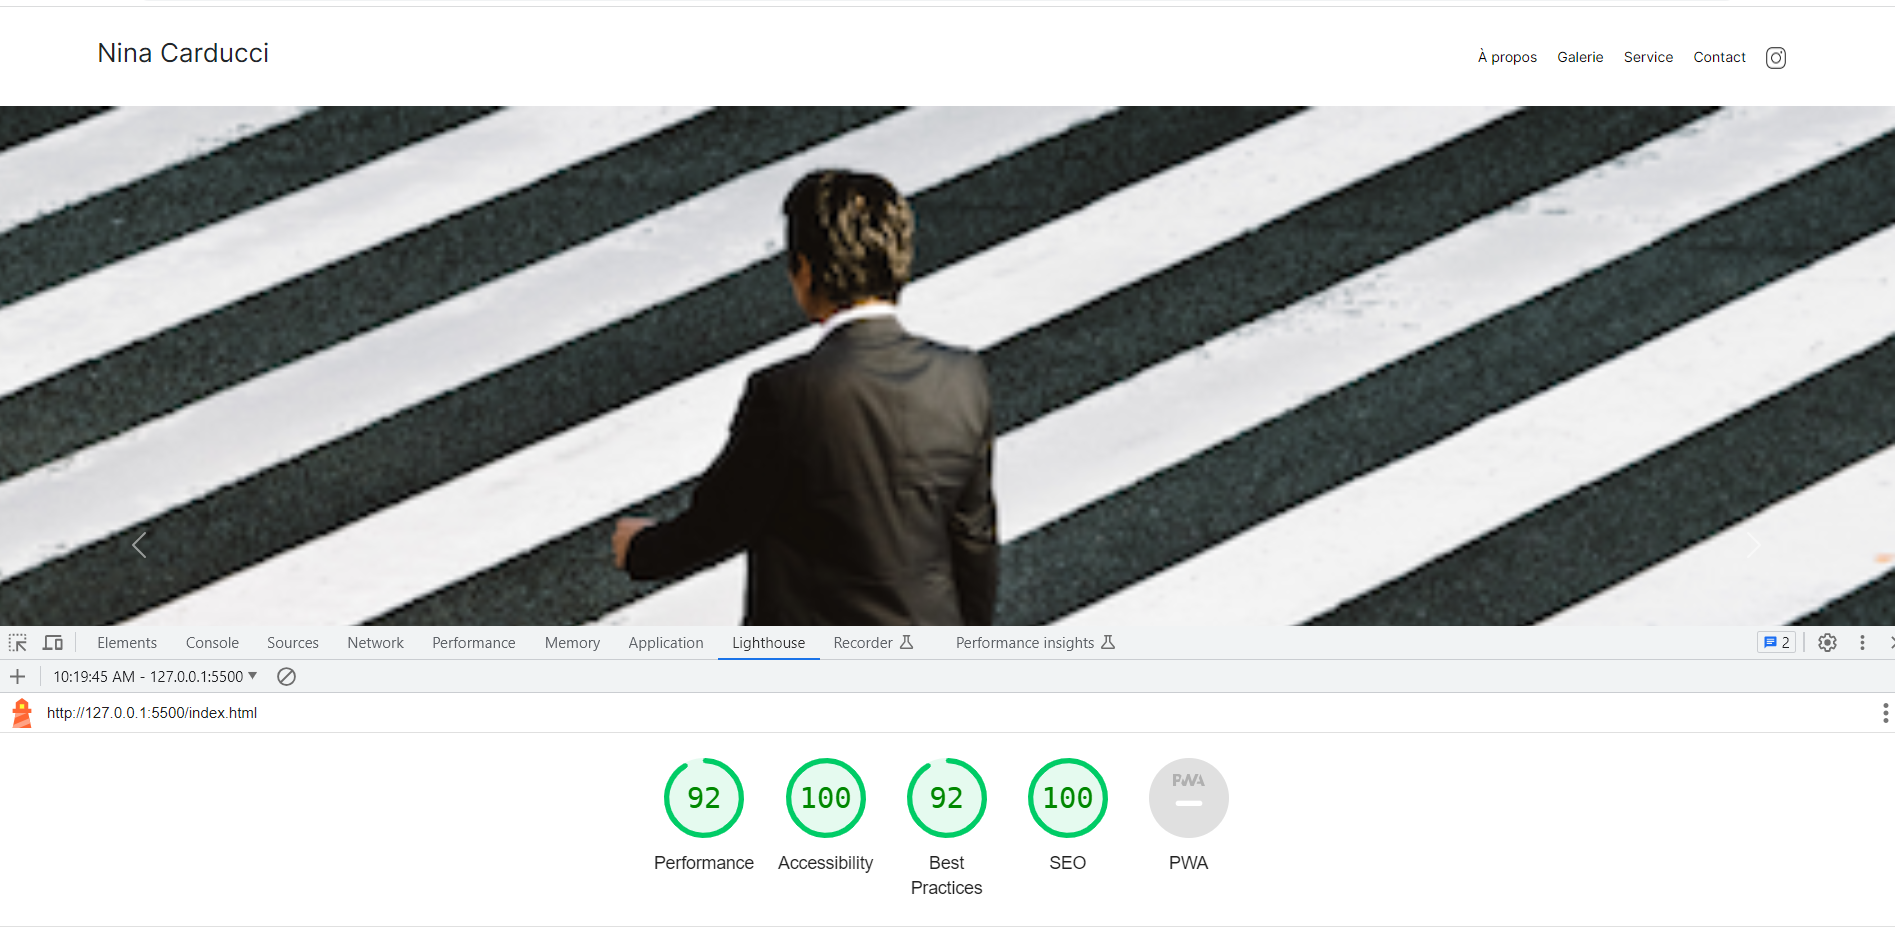 Nina Carducci
À propos Galerie Service Contact
Elements Console Sources Network Performance Memory Application Lighthouse Recorder Performance insights 2
10:19:45 AM - 127.0.0.1:5500
http://127.0.0.1:5500/index.html
92 100 92 100 PWA
Performance Accessibility Best Practices SEO PWA